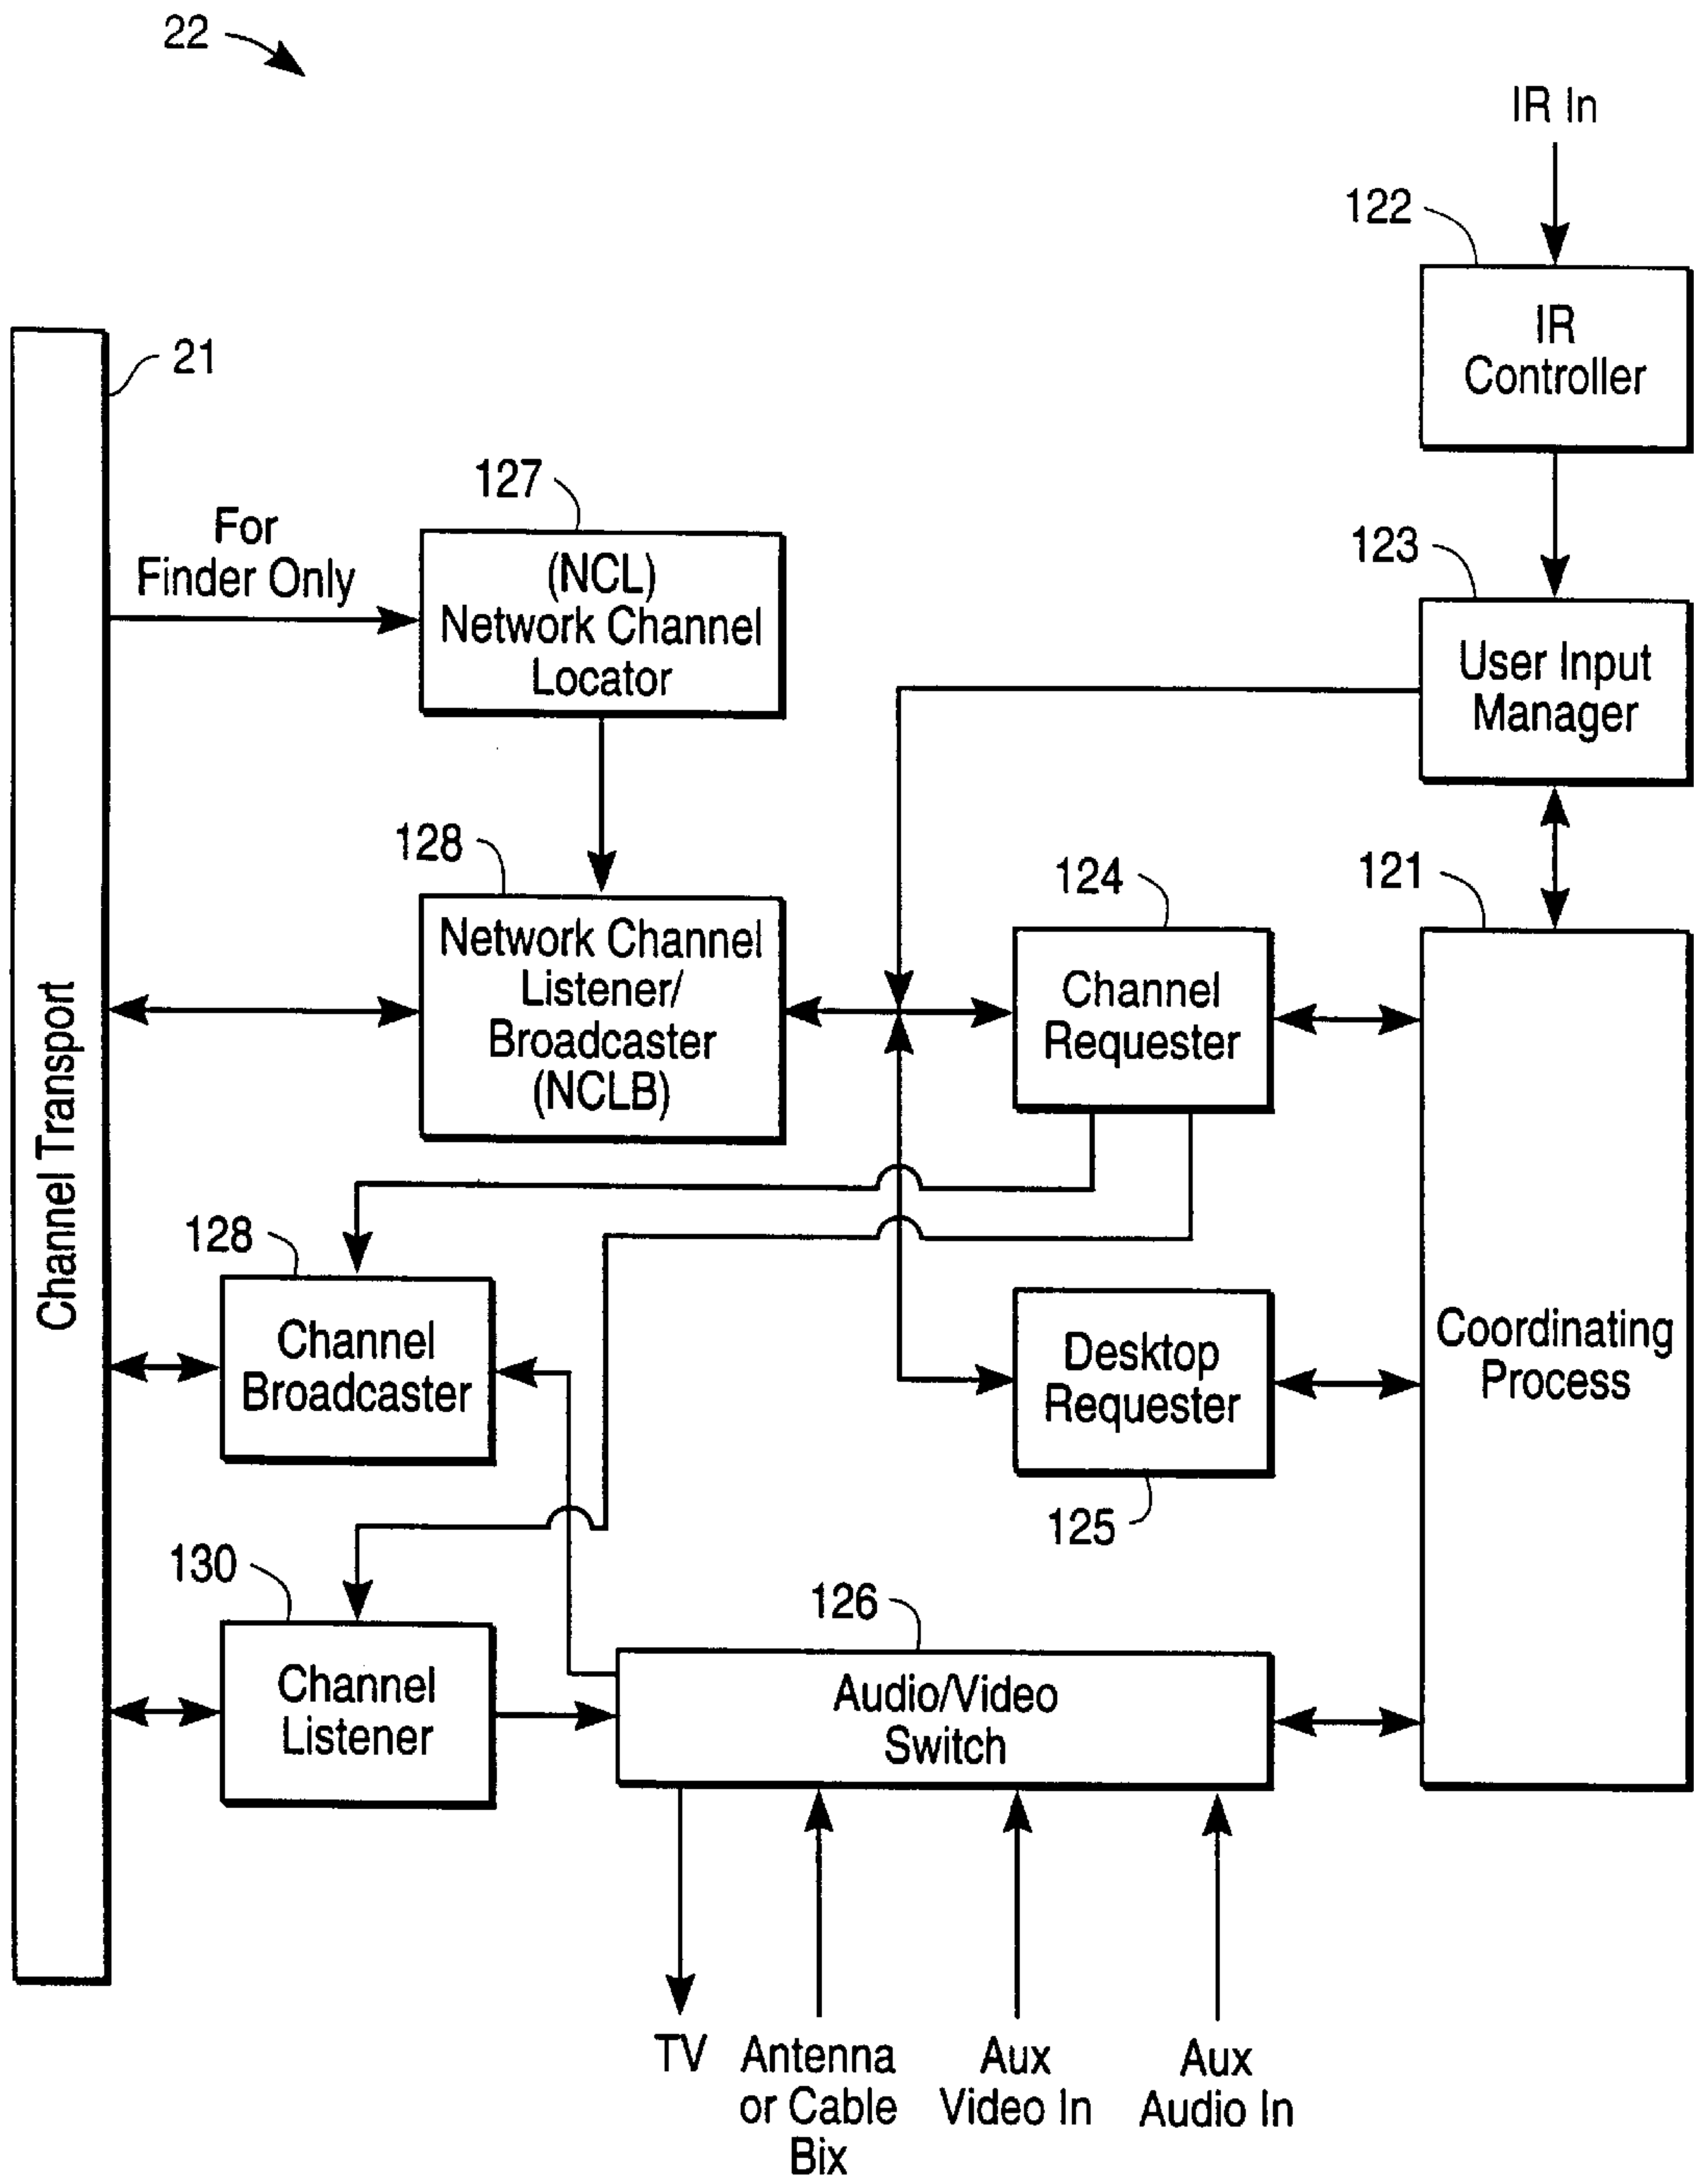 22
IR In
122
IR
Controller
21
127
For
Finder Only
(NCL)
Network Channel
Locator
123
User Input
Manager
128
Network Channel
Listener/
Broadcaster
(NCLB)
124
Channel
Requester
121
Coordinating
Process
Channel Transport
128
Channel
Broadcaster
Desktop
Requester
125
130
Channel
Listener
126
Audio/Video
Switch
TV
Antenna
or Cable
Bix
Aux
Video In
Aux
Audio In